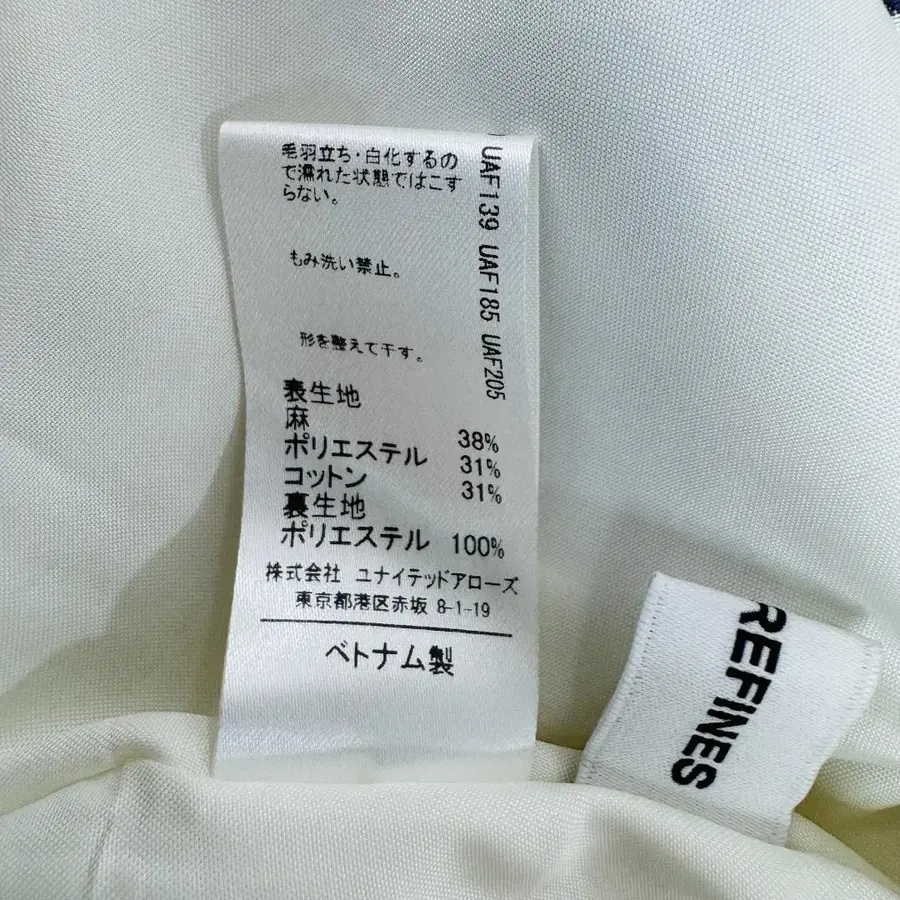 毛羽立ち・白化するの
で濡れた状態ではこす
らない。
もみ洗い禁止。
形を整えて干す。
UAF139 UAF185 UAF205
表生地
麻 38%
ポリエステル 31%
コットン 31%
裏生地
ポリエステル 100%
株式会社 ユナイテッドアローズ
東京都港区赤坂 8-1-19
ベトナム製
REFINES